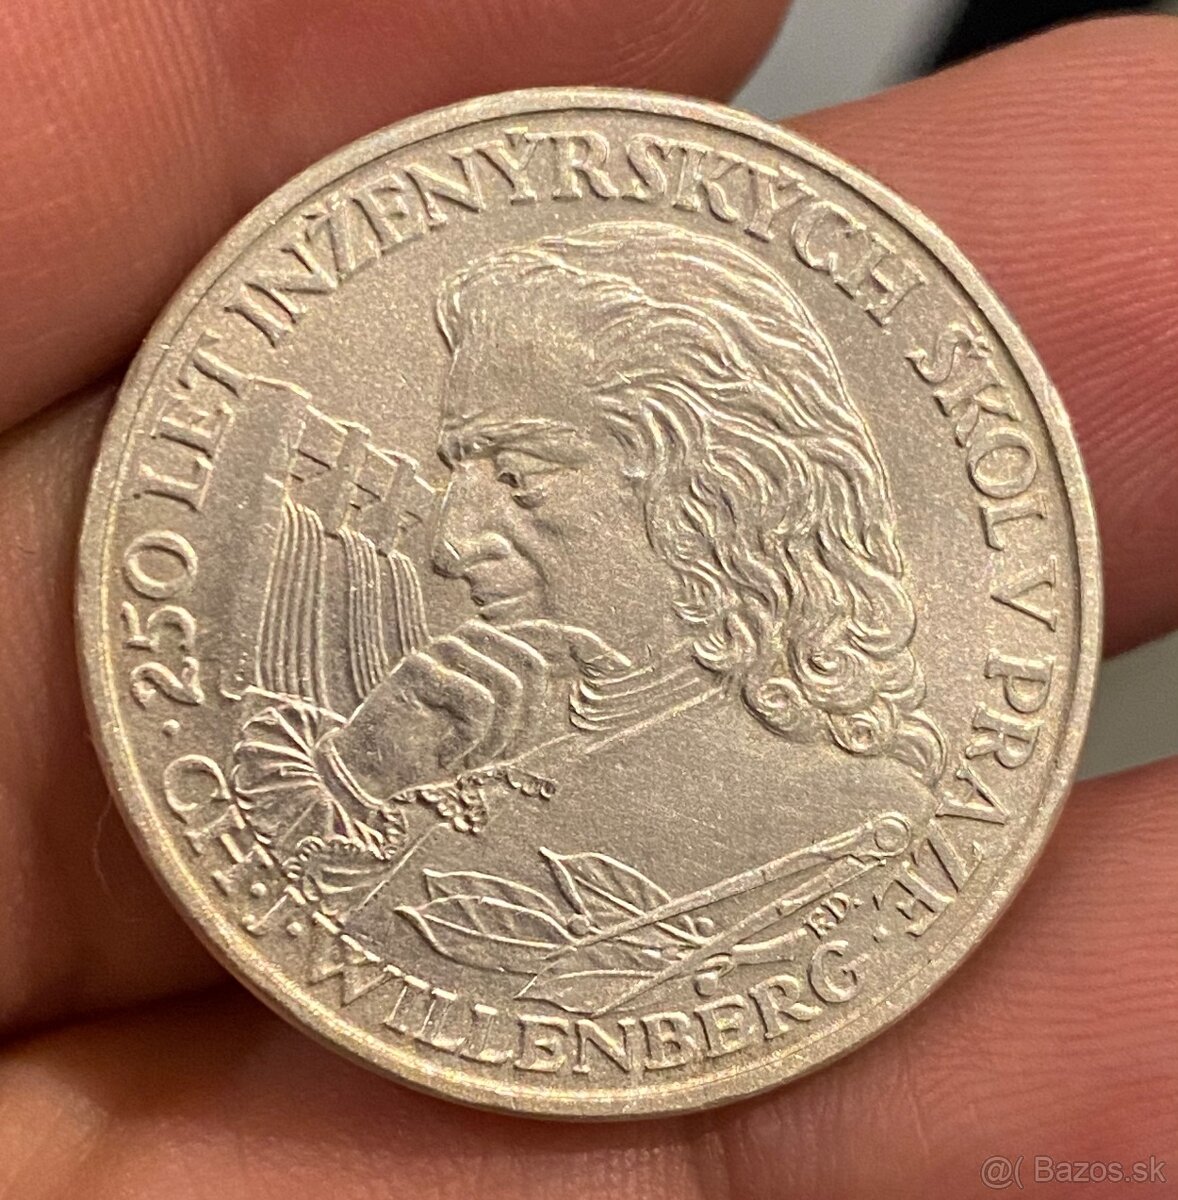 250 LET INŽENÝRSKÝCH ŠKOL V PRAZE
· CH · J · WILLENBERG ·
F.D.
@( Bazos.sk